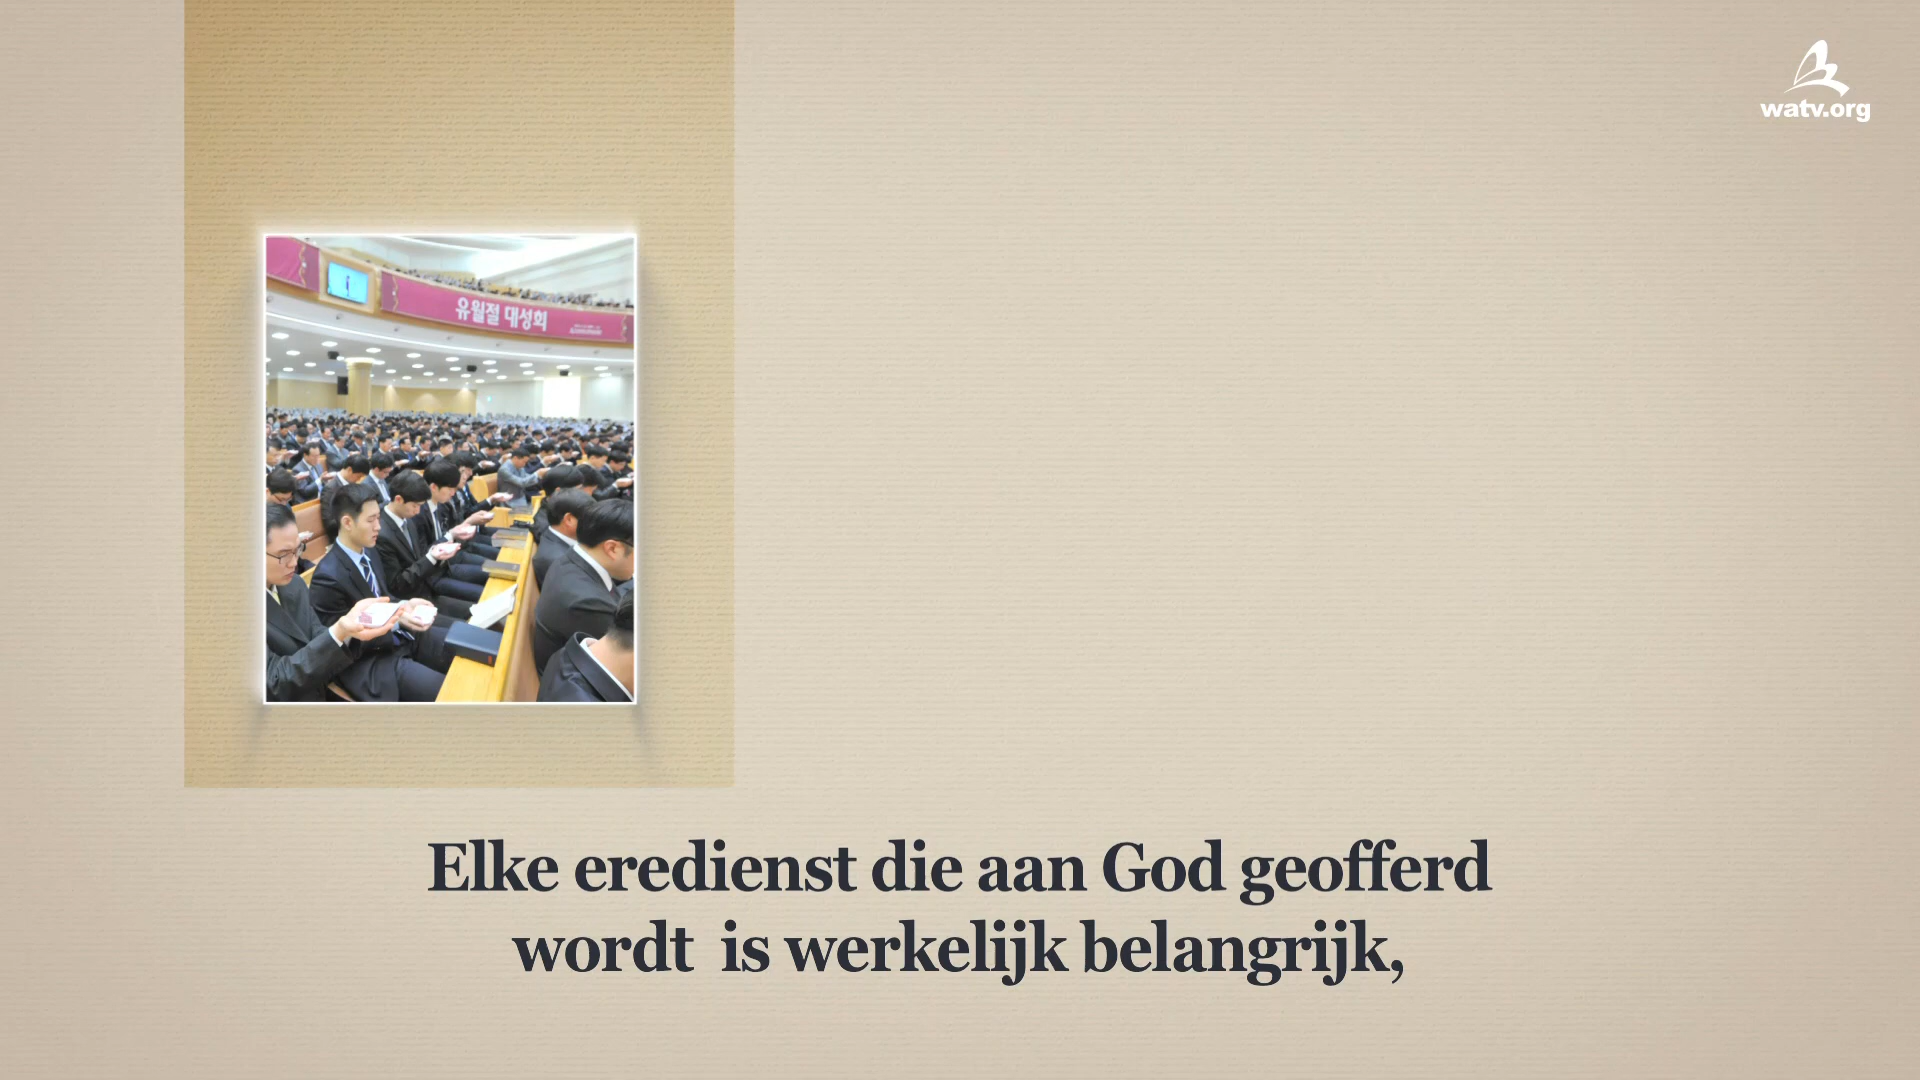 watv.org
유월절 대성회
Elke eredienst die aan God geofferd
wordt  is werkelijk belangrijk,